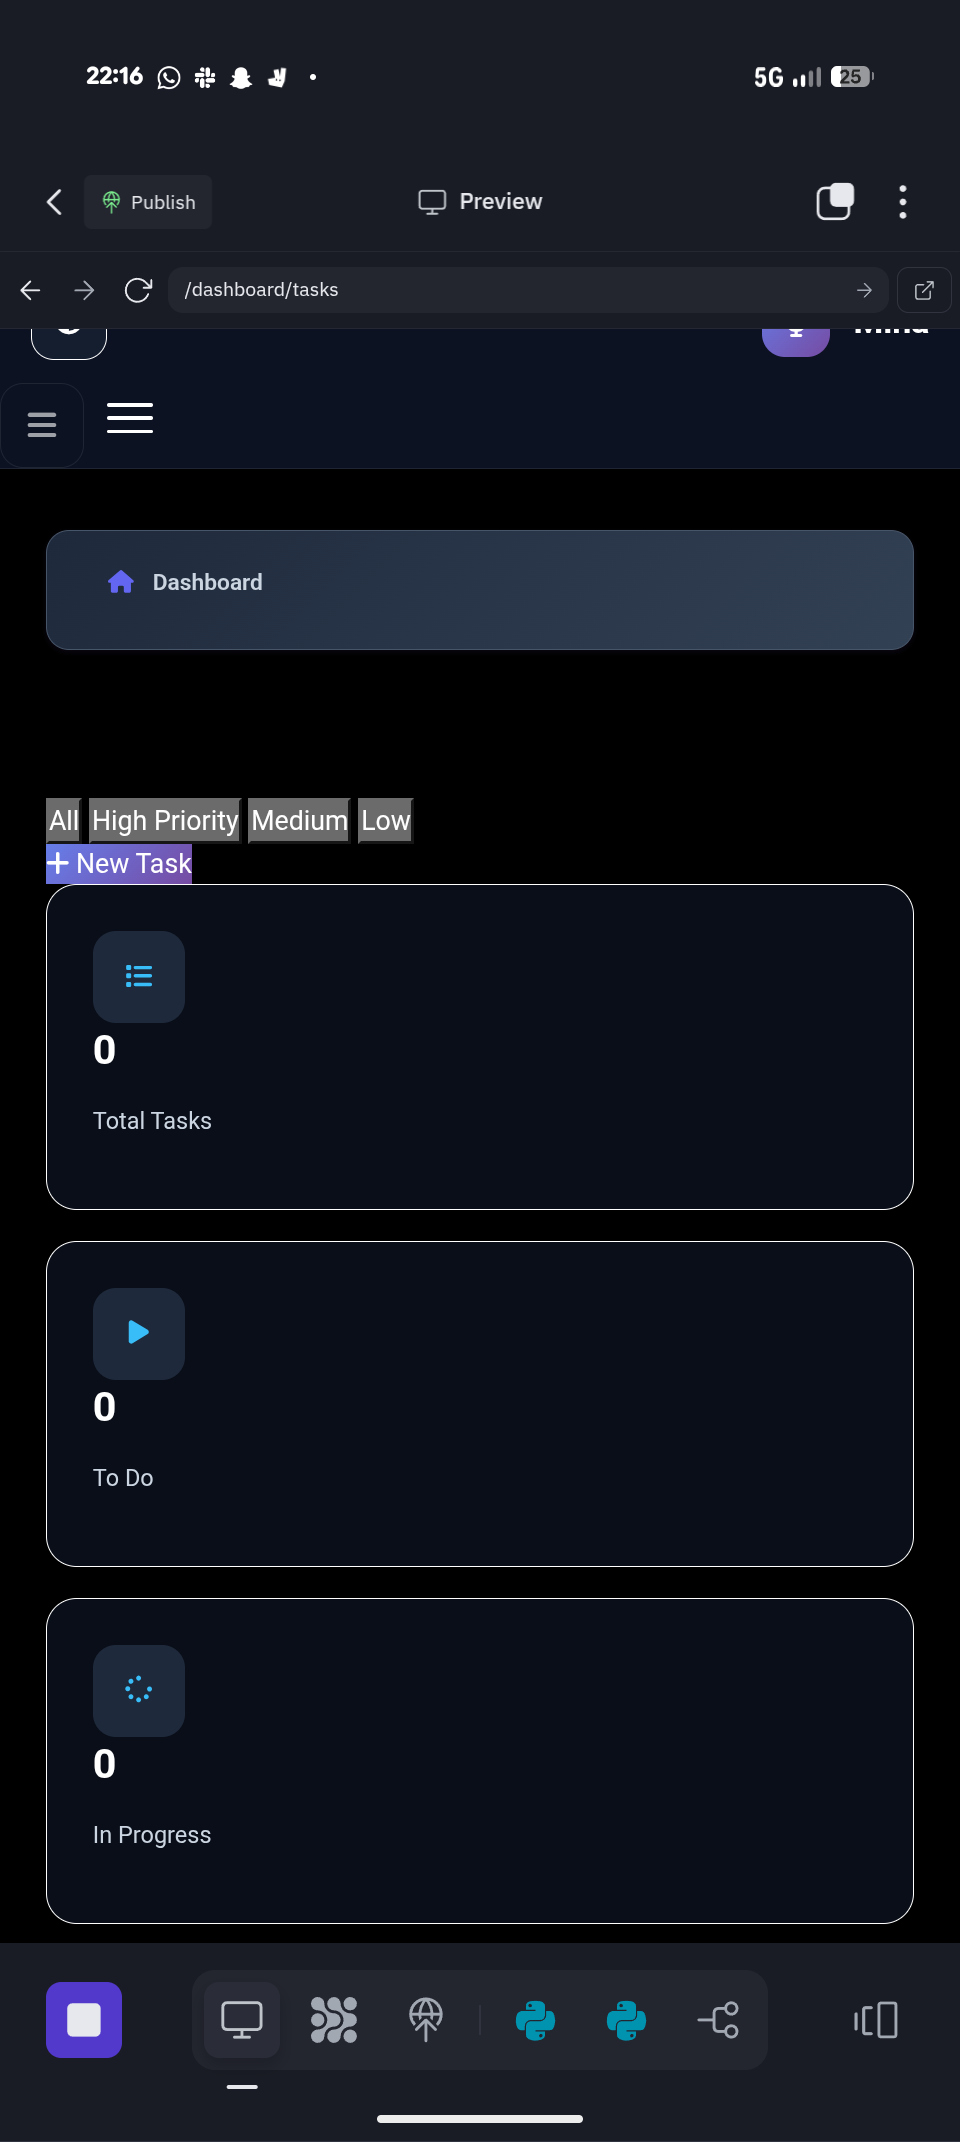 22:16
5G 25
Publish
Preview
/dashboard/tasks
Dashboard
All High Priority Medium Low
New Task
0
Total Tasks
0
To Do
0
In Progress